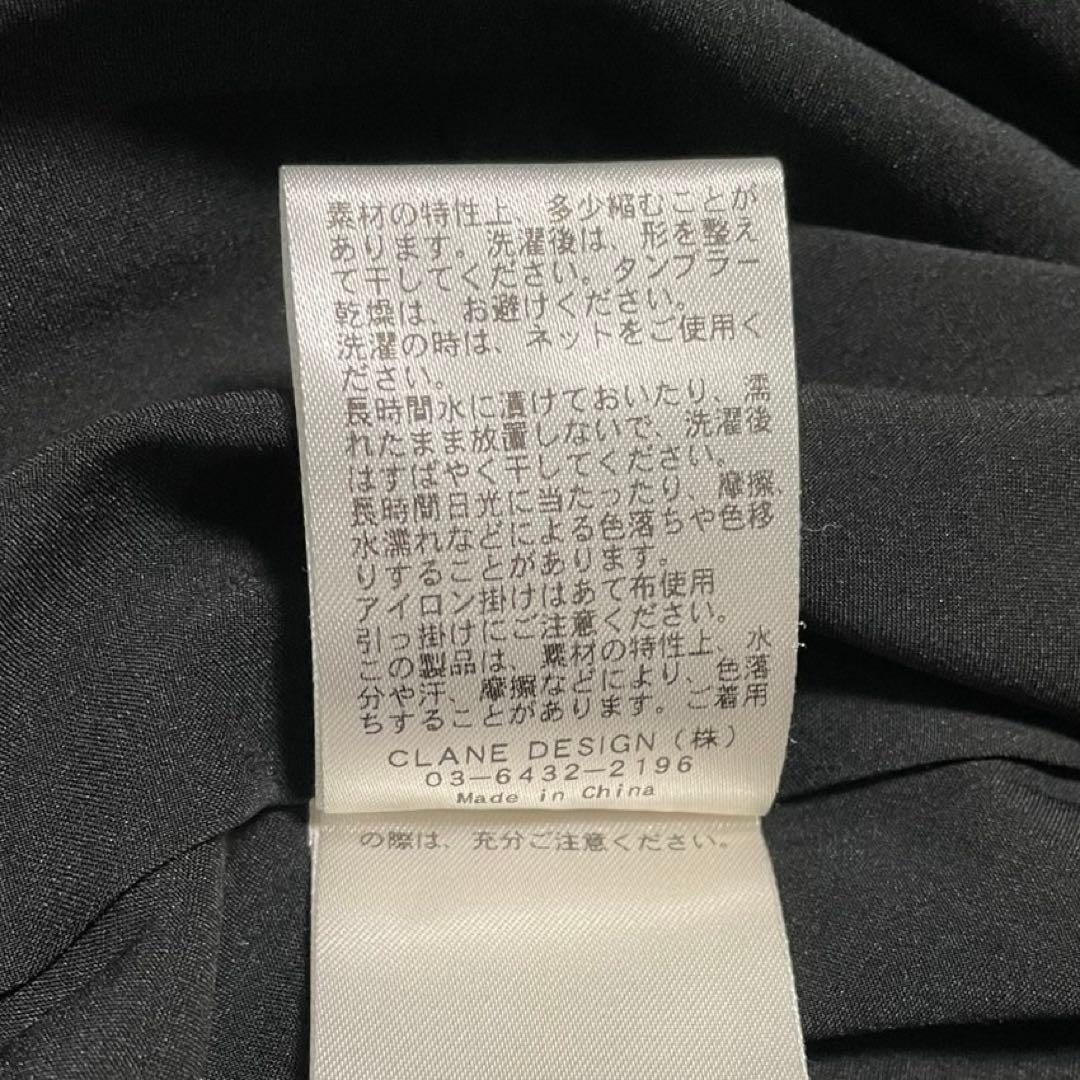 素材の特性上、多少縮むことが
あります。洗濯後は、形を整え
て干してください。タンブラー
乾燥は、お避けください。
洗濯の時は、ネットをご使用く
ださい。
長時間水に漬けておいたり、濡
れたまま放置しないで、洗濯後
はすばやく干してください。
長時間日光に当たったり、摩擦、
水濡れなどによる色落ちや色移
りすることがあります。
アイロン掛けはあて布使用
引っ掛けにご注意ください。
この製品は、素材の特性上、水
分や汗、摩擦などにより、色落
ちすることがあります。ご着用
CLANE DESIGN(株)
03-6432-2196
Made in China
の際は、充分ご注意ください。